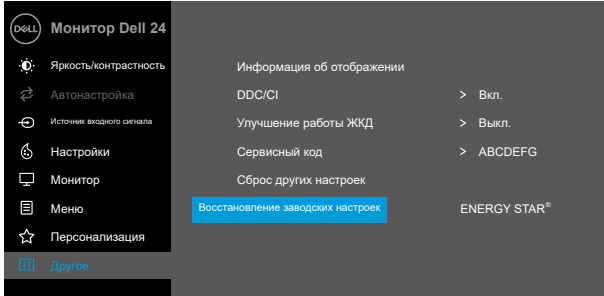 DELL Монитор Dell 24
Яркость/контрастность
Автонастройка
Источник входного сигнала
Настройки
Монитор
Меню
Персонализация
Другое
Информация об отображении
DDC/CI > Вкл.
Улучшение работы ЖКД > Выкл.
Сервисный код > ABCDEFG
Сброс других настроек
Восстановление заводских настроек ENERGY STAR®